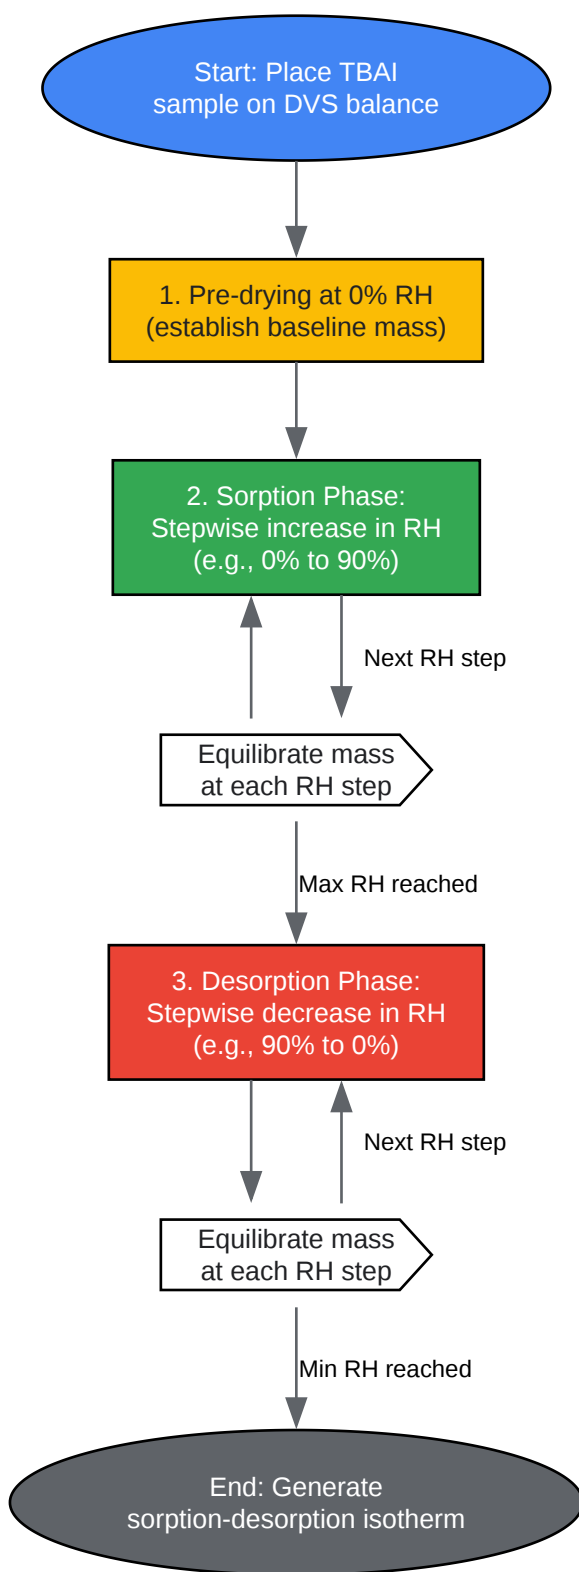 Start: Place TBAI
sample on DVS balance
1. Pre-drying at 0% RH
(establish baseline mass)
2. Sorption Phase:
Stepwise increase in RH
(e.g., 0% to 90%)
Next RH step
Equilibrate mass
at each RH step
Max RH reached
3. Desorption Phase:
Stepwise decrease in RH
(e.g., 90% to 0%)
Next RH step
Equilibrate mass
at each RH step
Min RH reached
End: Generate
sorption-desorption isotherm